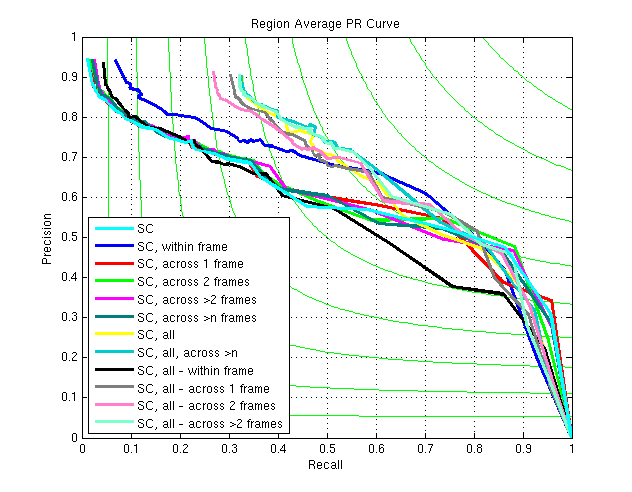 Region Average PR Curve
1
0.9
0.8
0.7
0.6
0.5
0.4
0.3
0.2
0.1
0
Precision
SC
SC, within frame
SC, across 1 frame
SC, across 2 frames
SC, across >2 frames
SC, across >n frames
SC, all
SC, all, across >n
SC, all - within frame
SC, all - across 1 frame
SC, all - across 2 frames
SC, all - across >2 frames
0 0.1 0.2 0.3 0.4 0.5 0.6 0.7 0.8 0.9 1
Recall